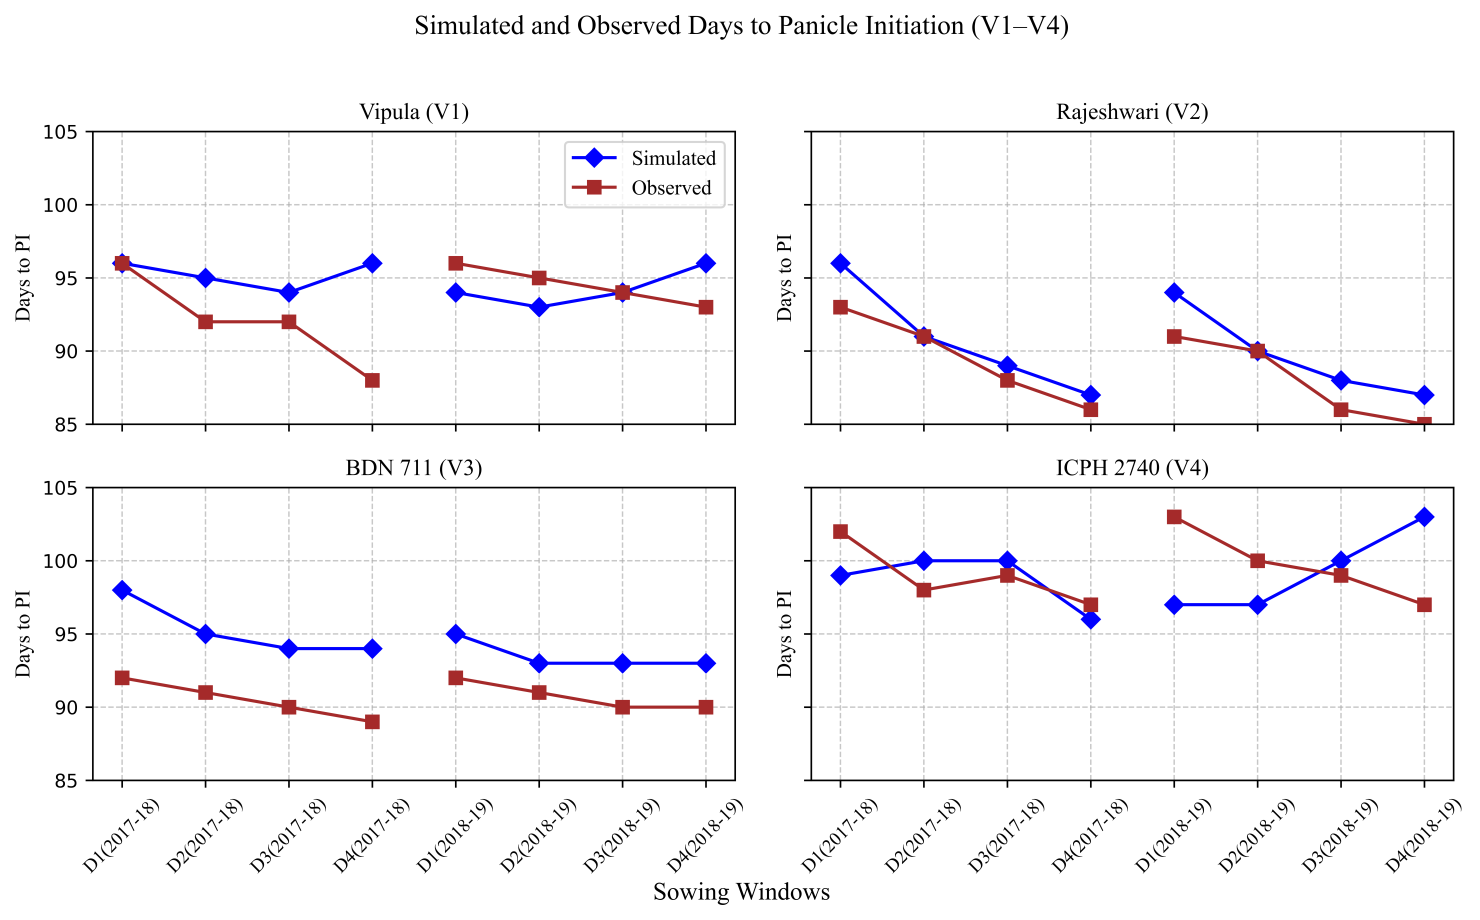 Simulated and Observed Days to Panicle Initiation (V1–V4)
Vipula (V1)
Rajeshwari (V2)
105
100
95
90
85
Days to PI
Simulated
Observed
Days to PI
BDN 711 (V3)
ICPH 2740 (V4)
105
100
95
90
85
Days to PI
Days to PI
D1(2017-18)
D2(2017-18)
D3(2017-18)
D4(2017-18)
D1(2018-19)
D2(2018-19)
D3(2018-19)
D4(2018-19)
D1(2017-18)
D2(2017-18)
D3(2017-18)
D4(2017-18)
D1(2018-19)
D2(2018-19)
D3(2018-19)
D4(2018-19)
Sowing Windows